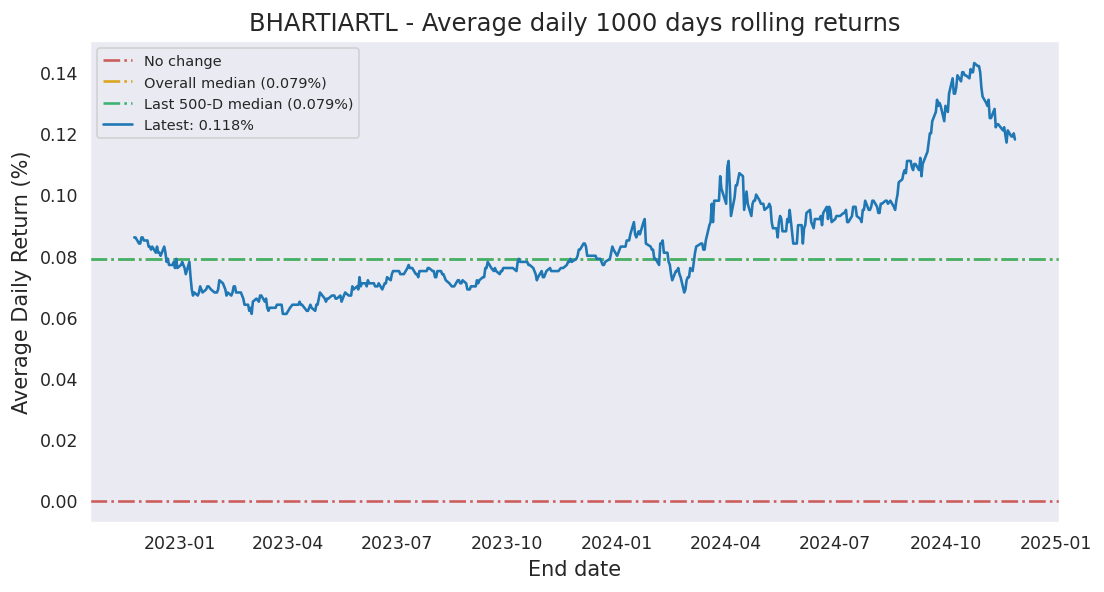 BHARTIARTL - Average daily 1000 days rolling returns
No change
Overall median (0.079%)
Last 500-D median (0.079%)
Latest: 0.118%
Average Daily Return (%)
0.14
0.12
0.10
0.08
0.06
0.04
0.02
0.00
2023-01 2023-04 2023-07 2023-10 2024-01 2024-04 2024-07 2024-10 2025-01
End date